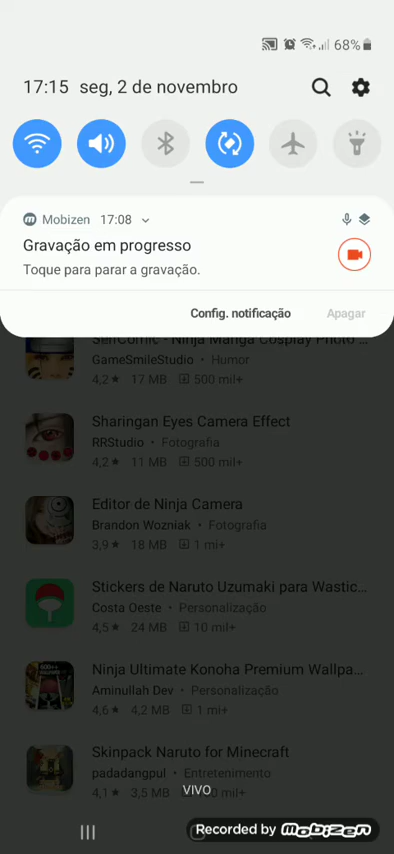 68%
17:15 seg, 2 de novembro
Mobizen 17:08
Gravação em progresso
Toque para parar a gravação.
Config. notificação Apagar
SenComic - Ninja Manga Cosplay Photo ...
GameSmileStudio • Humor
4,2★ 17 MB 500 mil+
Sharingan Eyes Camera Effect
RRStudio • Fotografia
4,2★ 11 MB 500 mil+
Editor de Ninja Camera
Brandon Wozniak • Fotografia
3,9★ 18 MB 1 mi+
Stickers de Naruto Uzumaki para Wastic...
Costa Oeste • Personalização
4,5★ 24 MB 10 mil+
Ninja Ultimate Konoha Premium Wallpa...
Aminullah Dev • Personalização
4,6★ 4,2 MB 1 mi+
Skinpack Naruto for Minecraft
padadangpul • Entretenimento
4,1★ 3,5 MB
VIVO
Recorded by Mobizen